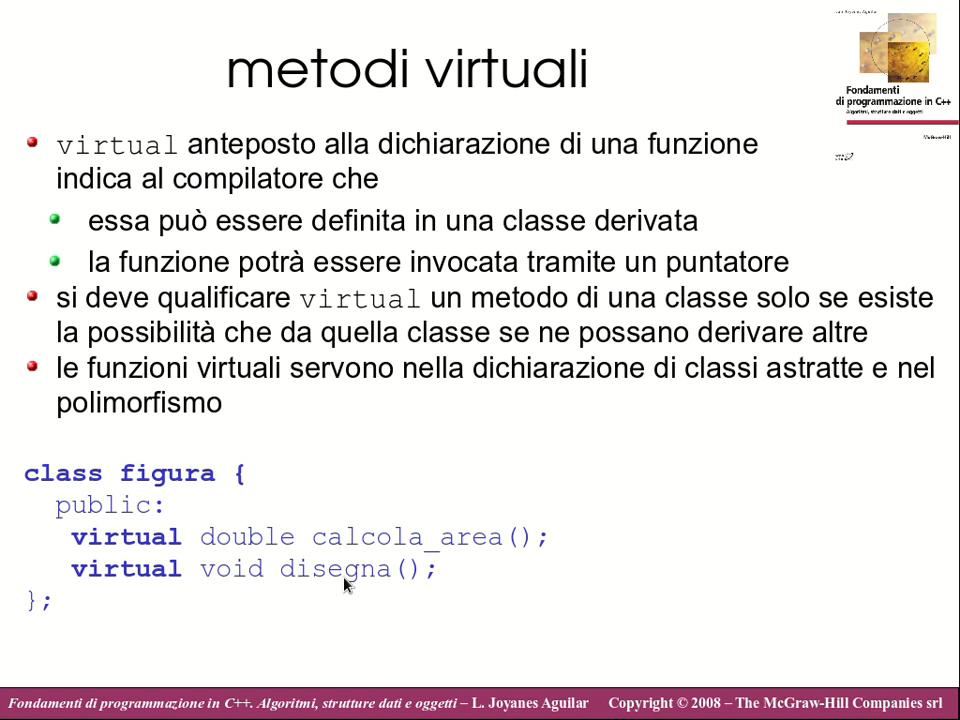 metodi virtuali
Fondamenti
di programmazione in C++
Algoritmi, strutture dati e oggetti
McGraw-Hill
virtual anteposto alla dichiarazione di una funzione
indica al compilatore che
essa può essere definita in una classe derivata
la funzione potrà essere invocata tramite un puntatore
si deve qualificare virtual un metodo di una classe solo se esiste
la possibilità che da quella classe se ne possano derivare altre
le funzioni virtuali servono nella dichiarazione di classi astratte e nel
polimorfismo
class figura {
public:
virtual double calcola_area();
virtual void disegna();
};
Fondamenti di programmazione in C++. Algoritmi, strutture dati e oggetti – L. Joyanes Aguilar Copyright © 2008 – The McGraw-Hill Companies srl